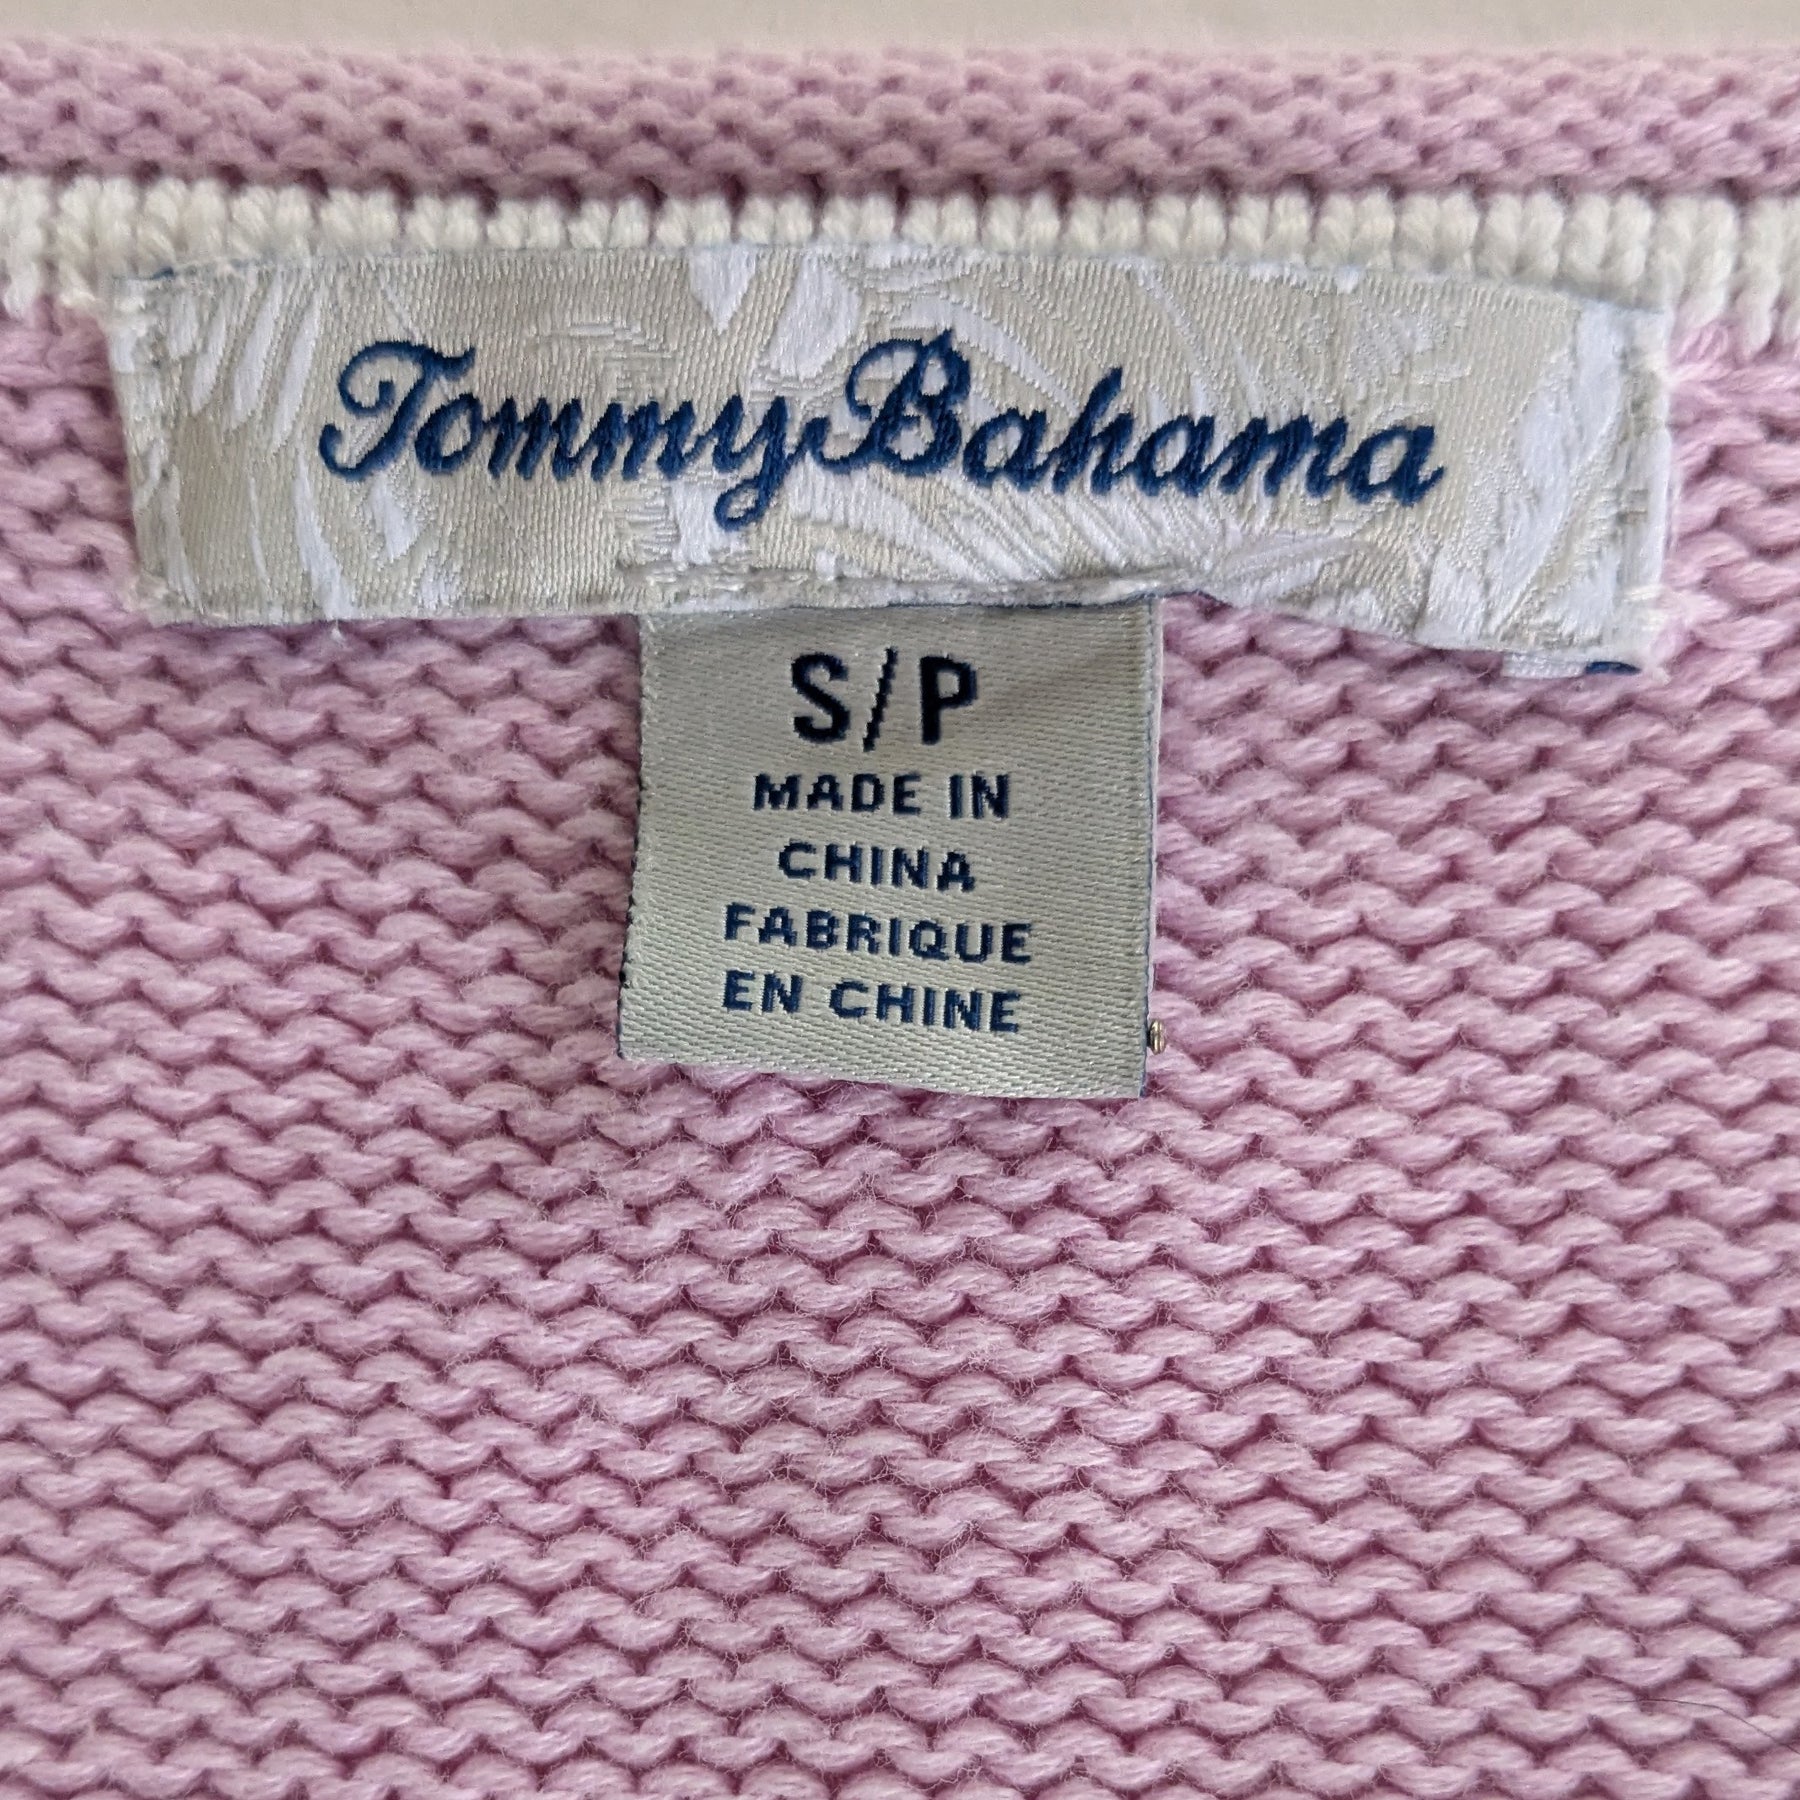 Tommy Bahama
S/P
MADE IN
CHINA
FABRIQUE
EN CHINE